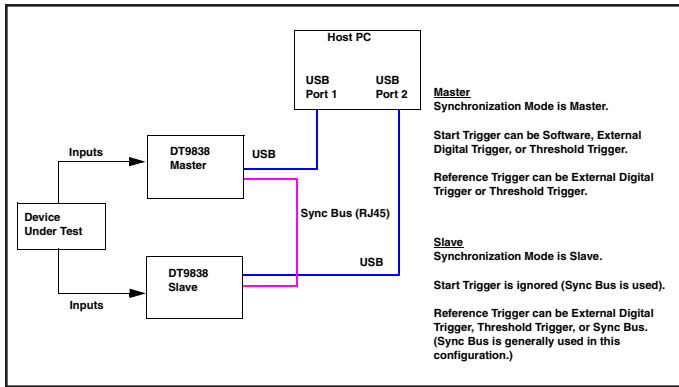 Host PC
USB
Port 1
USB
Port 2
Inputs
DT9838
Master
USB
Sync Bus (RJ45)
Device
Under Test
USB
DT9838
Slave
Inputs
Master
Synchronization Mode is Master.
Start Trigger can be Software, External
Digital Trigger, or Threshold Trigger.
Reference Trigger can be External Digital
Trigger or Threshold Trigger.
Slave
Synchronization Mode is Slave.
Start Trigger is ignored (Sync Bus is used).
Reference Trigger can be External Digital
Trigger, Threshold Trigger, or Sync Bus.
(Sync Bus is generally used in this
configuration.)